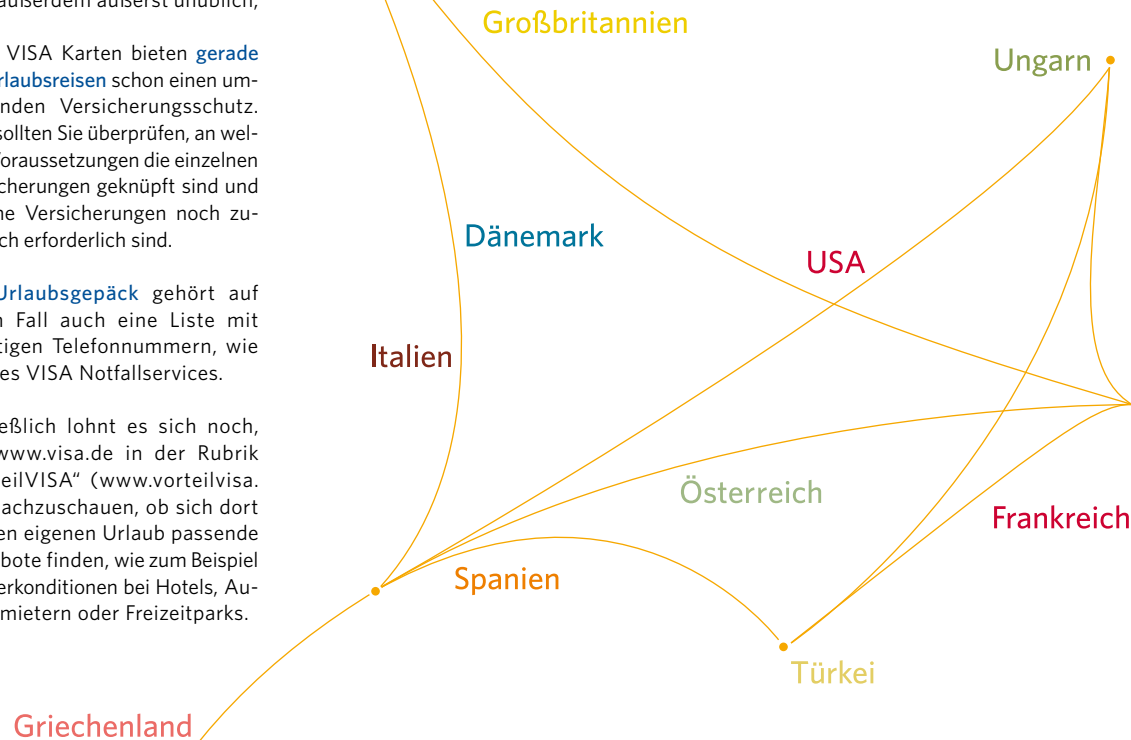 außerdem äußerst unüblich,
VISA Karten bieten gerade
rlaubsreisen schon einen um-
nden Versicherungsschutz.
sollten Sie überprüfen, an wel-
oraussetzungen die einzelnen
cherungen geknüpft sind und
ne Versicherungen noch zu-
ch erforderlich sind.
Urlaubsgepäck gehört auf
n Fall auch eine Liste mit
tigen Telefonnummern, wie
es VISA Notfallservices.
eßlich lohnt es sich noch,
www.visa.de in der Rubrik
eilVISA“ (www.vorteilvisa.
achzuschauen, ob sich dort
en eigenen Urlaub passende
bote finden, wie zum Beispiel
erkonditionen bei Hotels, Au-
mietern oder Freizeitparks.
Großbritannien
Ungarn
Dänemark
USA
Italien
Österreich
Frankreich
Spanien
Türkei
Griechenland